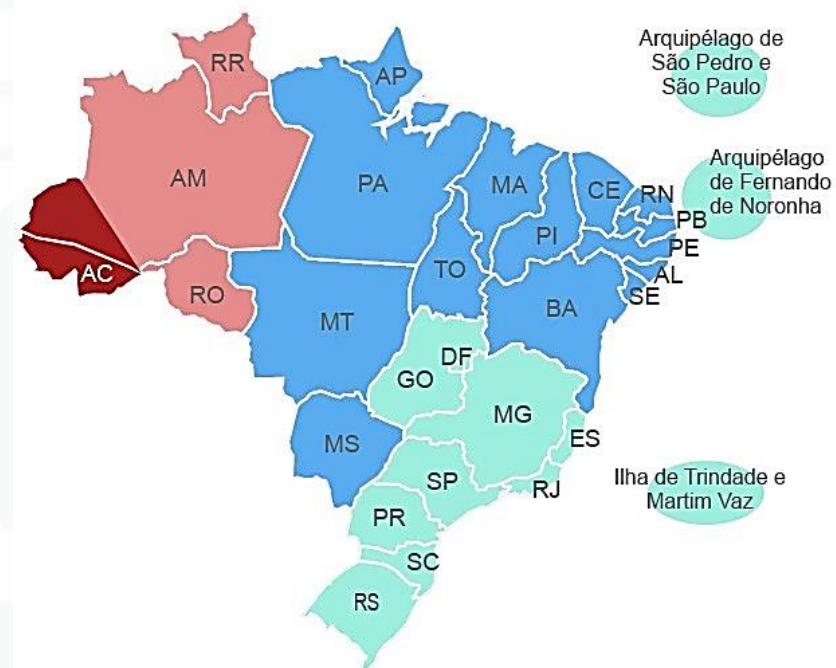 Arquipélago de
São Pedro e
São Paulo
RR
AP
Arquipélago
de Fernando
de Noronha
AM
PA
MA
CE
RN
PB
PI
PE
AC
TO
AL
RO
SE
MT
BA
DF
GO
MG
ES
MS
SP
RJ
Ilha de Trindade e
Martim Vaz
PR
SC
RS